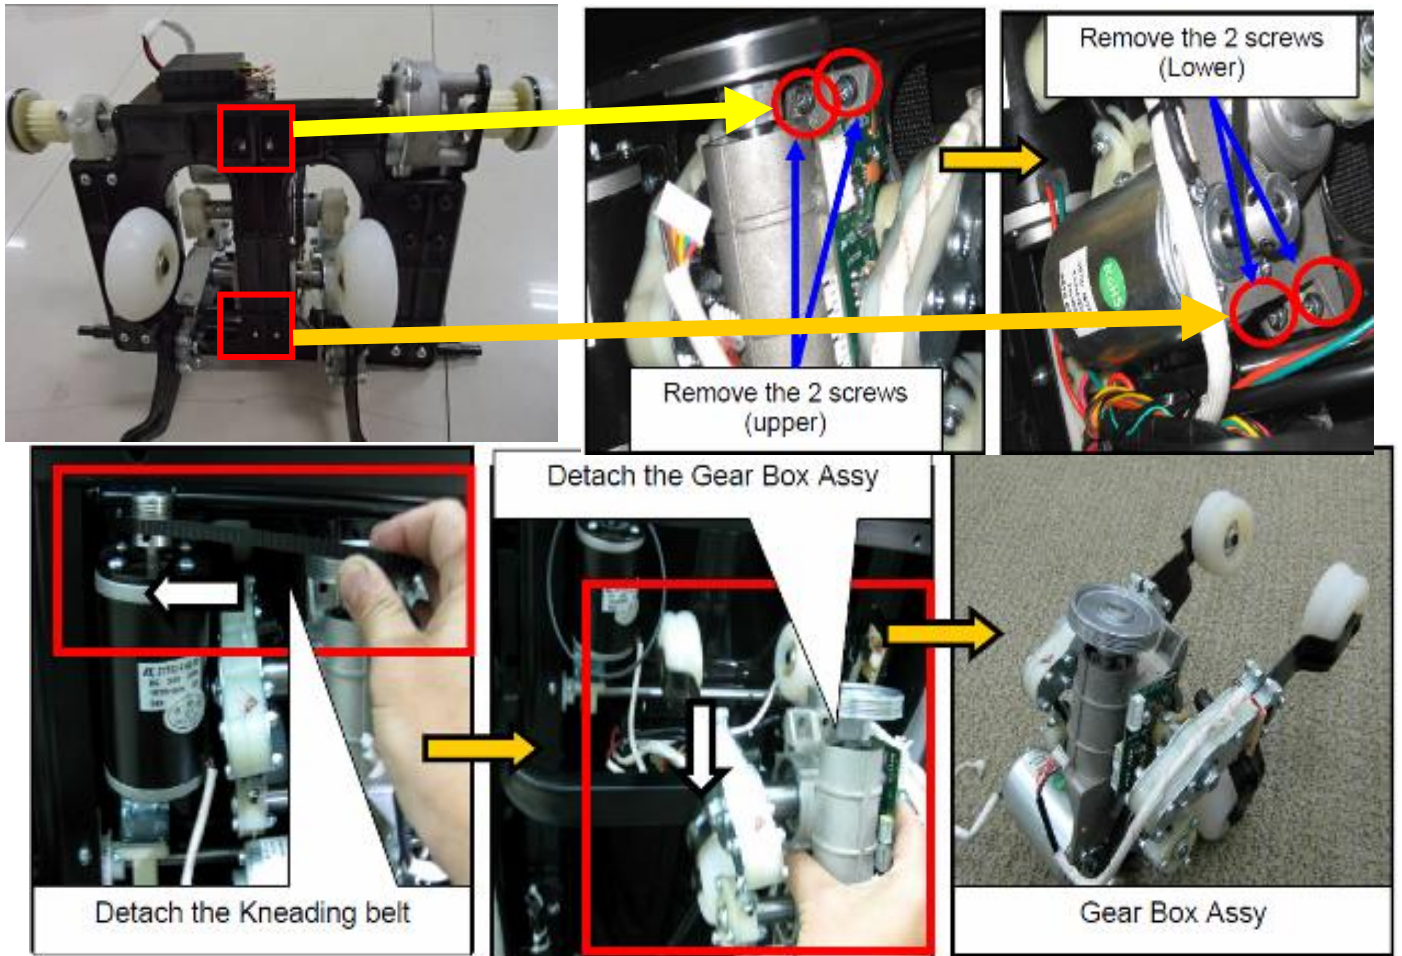 Remove the 2 screws
(Lower)
RoHS
Remove the 2 screws
(upper)
Detach the Gear Box Assy
Detach the Kneading belt
Gear Box Assy